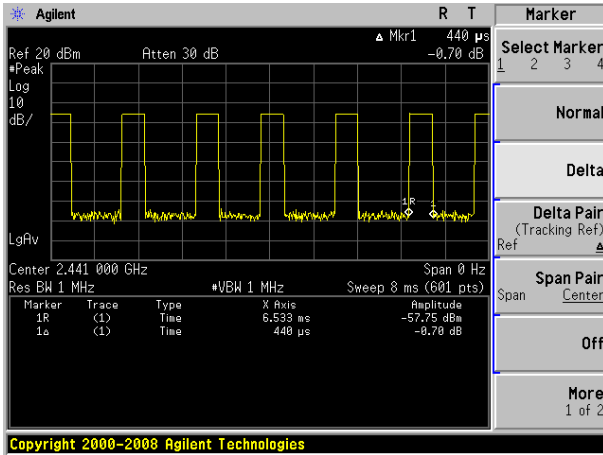 Agilent R T
Marker
Δ Mkr1 440 µs
Ref 20 dBm Atten 30 dB -0.70 dB
#Peak
Log
10
dB/
1R
1
LgAv
Center 2.441 000 GHz Span 0 Hz
Res BW 1 MHz #VBW 1 MHz Sweep 8 ms (601 pts)
Marker Trace Type X Axis Amplitude
1R (1) Time 6.533 ms -57.75 dBm
1Δ (1) Time 440 µs -0.70 dB
Select Marker
1 2 3 4
Normal
Delta
Delta Pair
(Tracking Ref)
Ref Δ
Span Pair
Span Center
Off
More
1 of 2
Copyright 2000-2008 Agilent Technologies